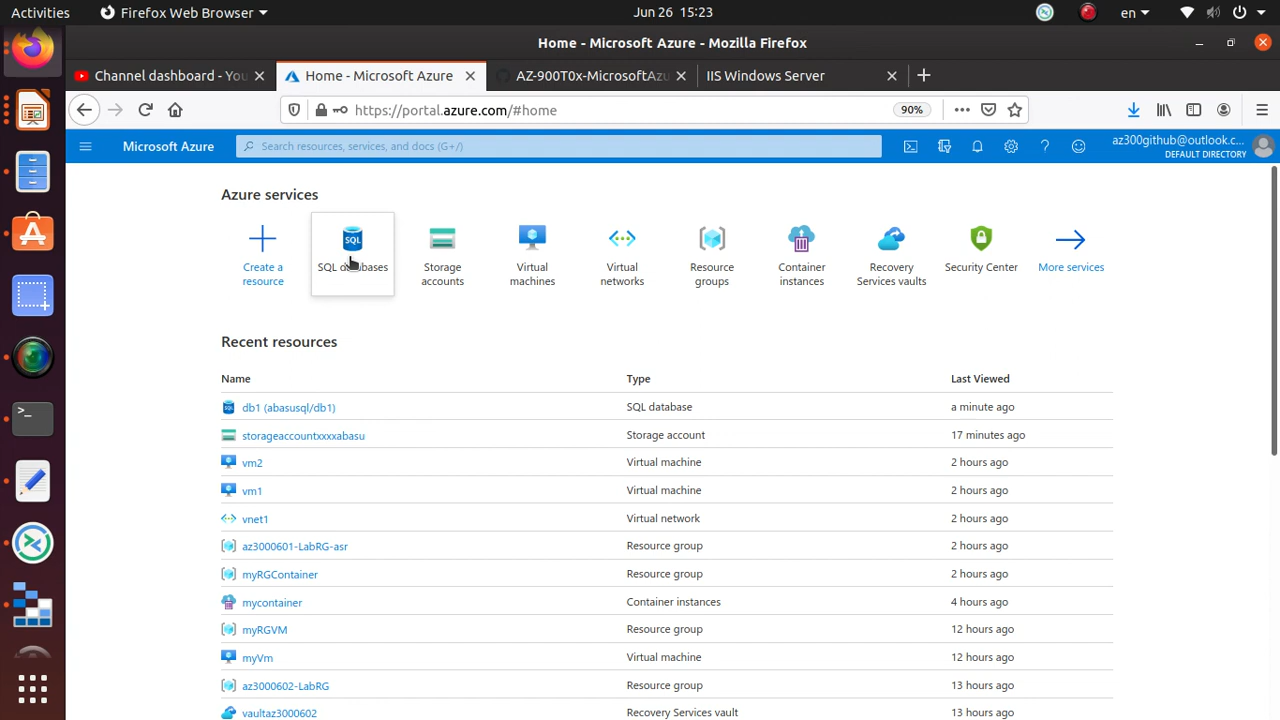 Activities
Firefox Web Browser
Jun 26 15:23
en
Home - Microsoft Azure - Mozilla Firefox
Channel dashboard - You
Home - Microsoft Azure
AZ-900T0x-MicrosoftAzu
IIS Windows Server
https://portal.azure.com/#home
90%
Microsoft Azure
Search resources, services, and docs (G+/)
az300github@outlook.c...
DEFAULT DIRECTORY
Azure services
Create a resource
SQL databases
Storage accounts
Virtual machines
Virtual networks
Resource groups
Container instances
Recovery Services vaults
Security Center
More services
Recent resources
Name Type Last Viewed
db1 (abasusql/db1) SQL database a minute ago
storageaccountxxxxabasu Storage account 17 minutes ago
vm2 Virtual machine 2 hours ago
vm1 Virtual machine 2 hours ago
vnet1 Virtual network 2 hours ago
az3000601-LabRG-asr Resource group 2 hours ago
myRGContainer Resource group 2 hours ago
mycontainer Container instances 4 hours ago
myRGVM Resource group 12 hours ago
myVm Virtual machine 12 hours ago
az3000602-LabRG Resource group 13 hours ago
vaultaz3000602 Recovery Services vault 13 hours ago